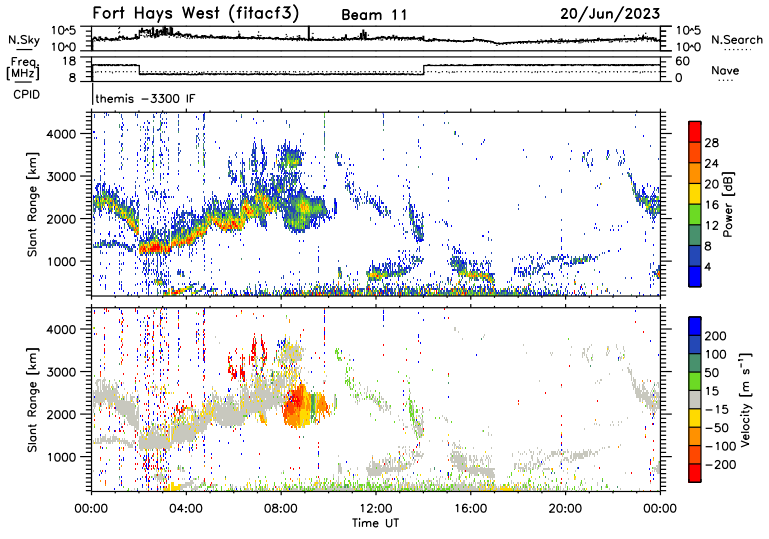 Fort Hays West (fitacf3) Beam 11 20/Jun/2023
N.Sky 10^5 10^0 10^5 10^0 N.Search
Freq. [MHz] 18 8 60 0 Nave
CPID themis -3300 IF
Slant Range [km] 4000 3000 2000 1000
Power [dB] 28 24 20 16 12 8 4
Slant Range [km] 4000 3000 2000 1000
Velocity [m s^-1] 200 100 50 15 -15 -50 -100 -200
00:00 04:00 08:00 12:00 16:00 20:00 00:00
Time UT